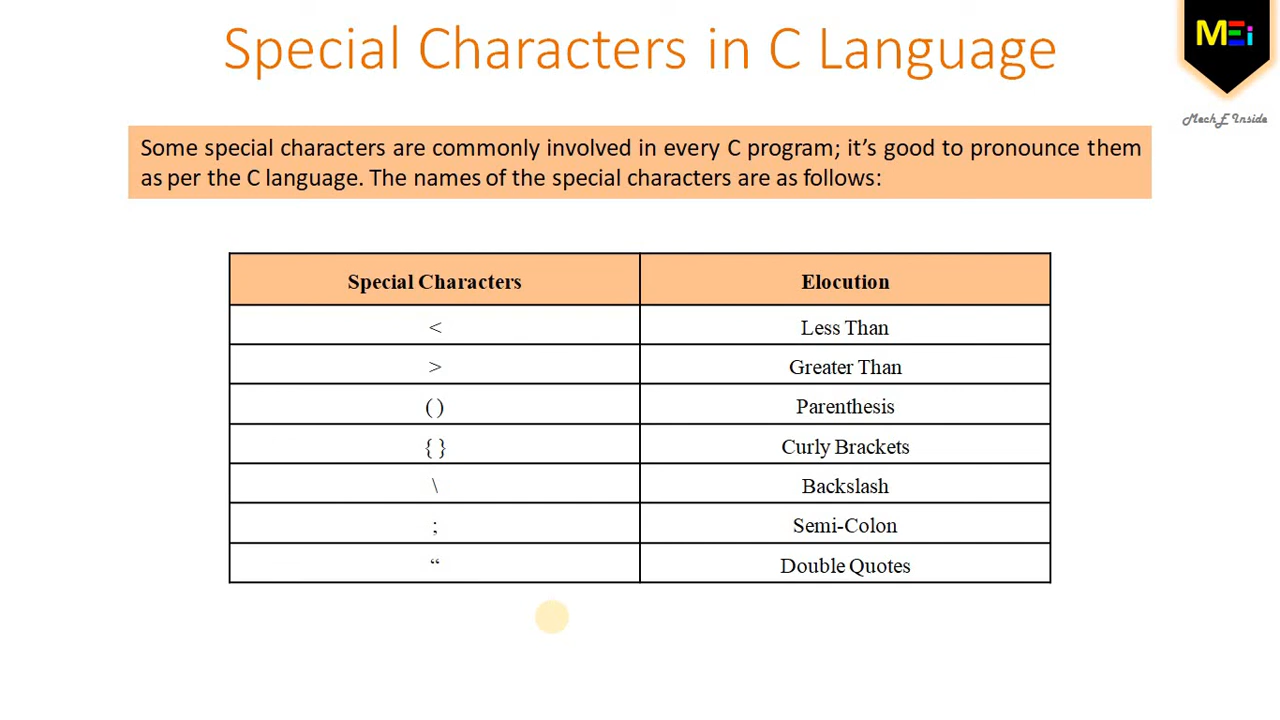 Special Characters in C Language
MEi
MechE Inside
Some special characters are commonly involved in every C program; it’s good to pronounce them
as per the C language. The names of the special characters are as follows:
Special Characters Elocution
< Less Than
> Greater Than
( ) Parenthesis
{ } Curly Brackets
\ Backslash
; Semi-Colon
“ Double Quotes